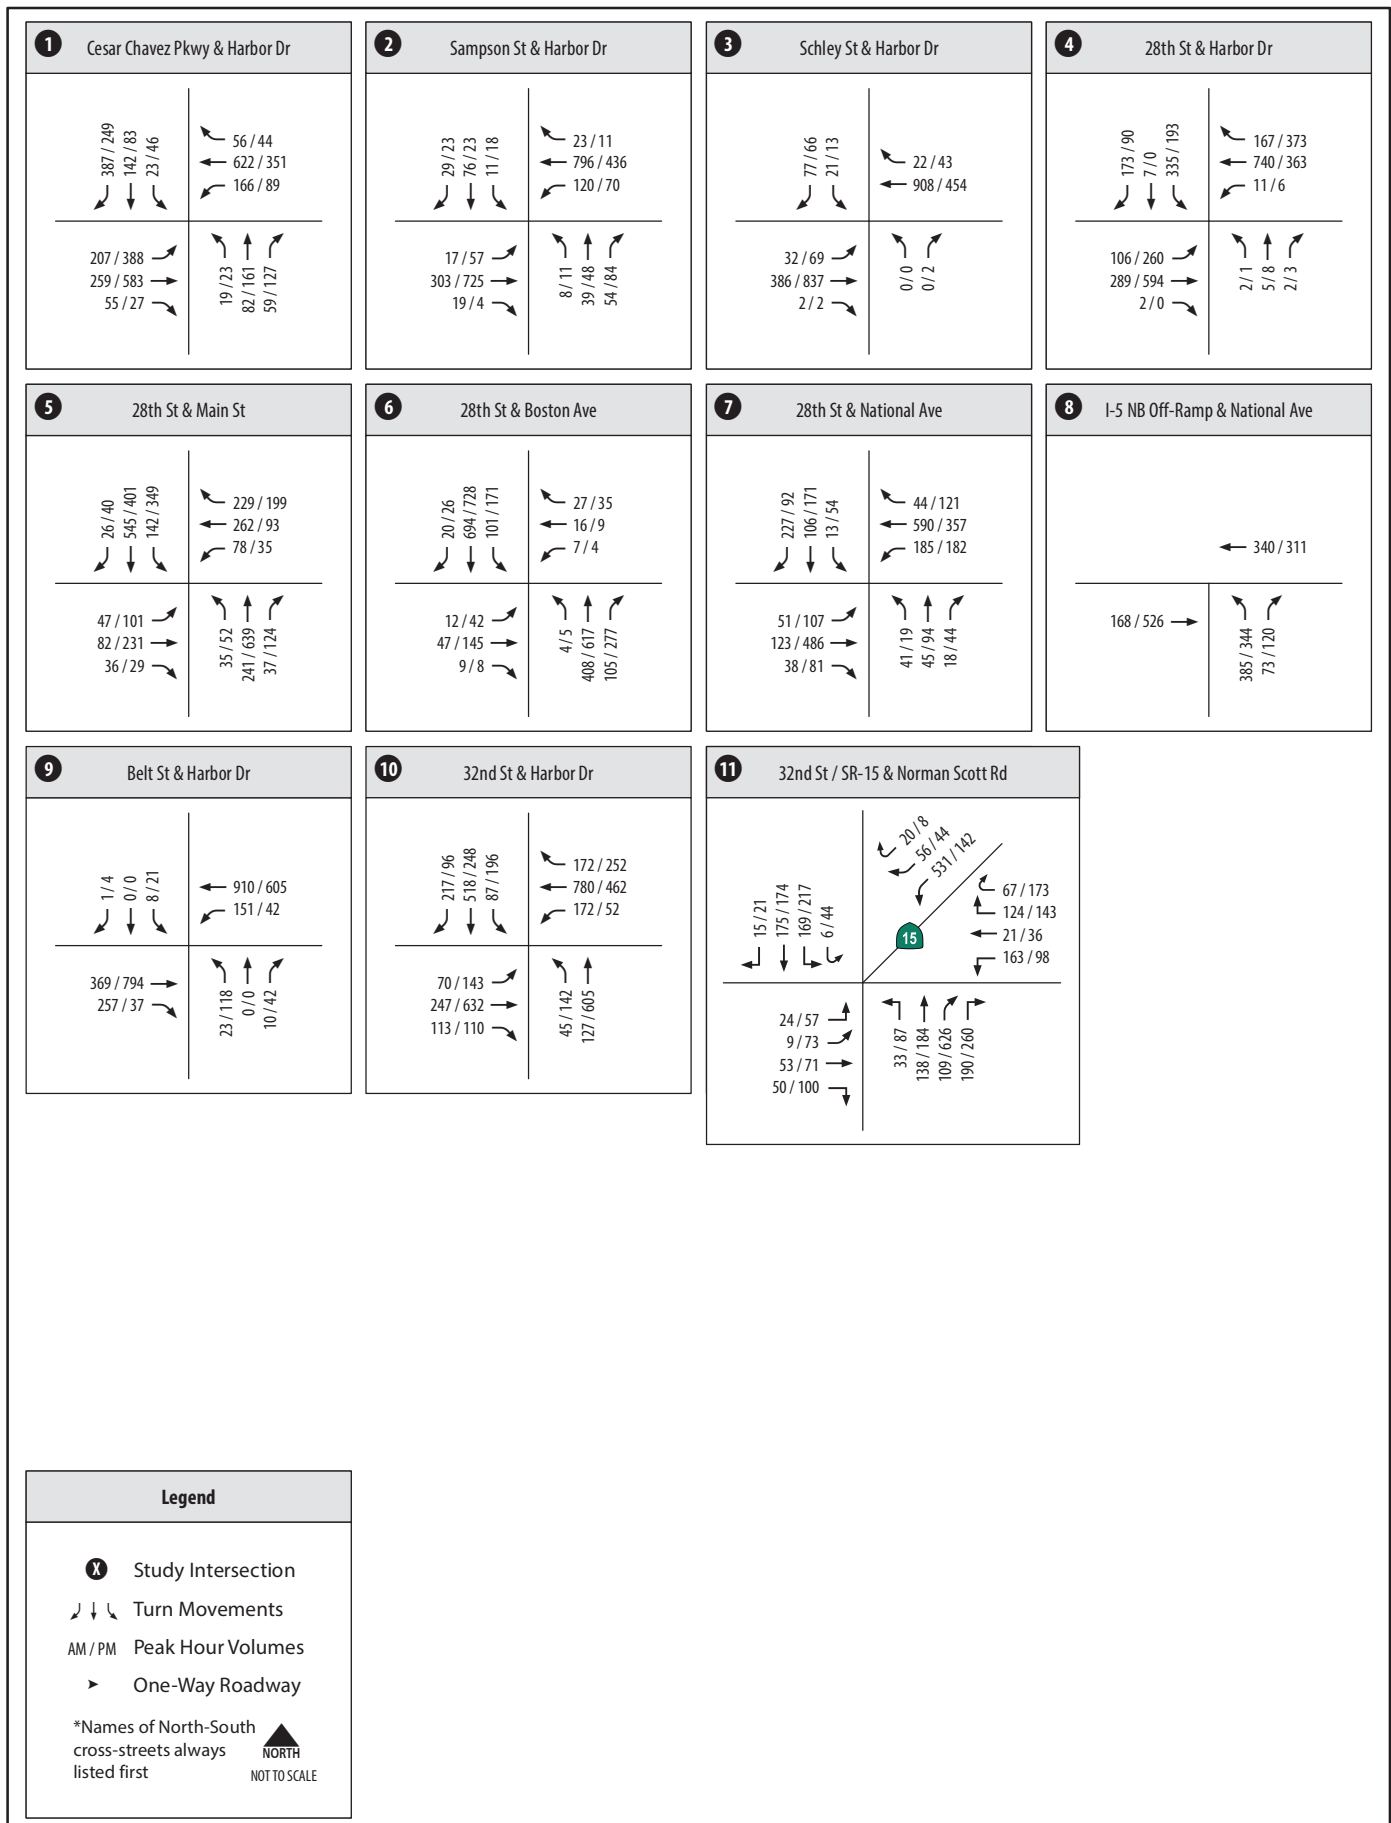 1 Cesar Chavez Pkwy & Harbor Dr
387 / 249
142 / 83
23 / 46
56 / 44
622 / 351
166 / 89
207 / 388
259 / 583
55 / 27
19 / 23
82 / 161
59 / 127
2 Sampson St & Harbor Dr
29 / 23
76 / 23
11 / 18
23 / 11
796 / 436
120 / 70
17 / 57
303 / 725
19 / 4
8 / 11
39 / 48
54 / 84
3 Schley St & Harbor Dr
77 / 66
21 / 13
22 / 43
908 / 454
32 / 69
386 / 837
2 / 2
0 / 0
0 / 2
4 28th St & Harbor Dr
173 / 90
7 / 0
335 / 193
167 / 373
740 / 363
11 / 6
106 / 260
289 / 594
2 / 0
2 / 1
5 / 8
2 / 3
5 28th St & Main St
26 / 40
545 / 401
142 / 349
229 / 199
262 / 93
78 / 35
47 / 101
82 / 231
36 / 29
35 / 52
241 / 639
37 / 124
6 28th St & Boston Ave
20 / 26
694 / 728
101 / 171
27 / 35
16 / 9
7 / 4
12 / 42
47 / 145
9 / 8
4 / 5
408 / 617
105 / 277
7 28th St & National Ave
227 / 92
106 / 171
13 / 54
44 / 121
590 / 357
185 / 182
51 / 107
123 / 486
38 / 81
41 / 19
45 / 94
18 / 44
8 I-5 NB Off-Ramp & National Ave
340 / 311
168 / 526
385 / 344
73 / 120
9 Belt St & Harbor Dr
1 / 4
0 / 0
8 / 21
910 / 605
151 / 42
369 / 794
257 / 37
23 / 118
0 / 0
10 / 42
10 32nd St & Harbor Dr
217 / 96
518 / 248
87 / 196
172 / 252
780 / 462
172 / 52
70 / 143
247 / 632
113 / 110
45 / 142
127 / 605
11 32nd St / SR-15 & Norman Scott Rd
20 / 8
56 / 44
531 / 142
15 / 21
175 / 174
169 / 217
6 / 44
67 / 173
124 / 143
21 / 36
163 / 98
15
24 / 57
9 / 73
53 / 71
50 / 100
33 / 87
138 / 184
109 / 626
190 / 260
Legend
X Study Intersection
Turn Movements
AM / PM Peak Hour Volumes
One-Way Roadway
*Names of North-South
cross-streets always
listed first
NORTH
NOT TO SCALE